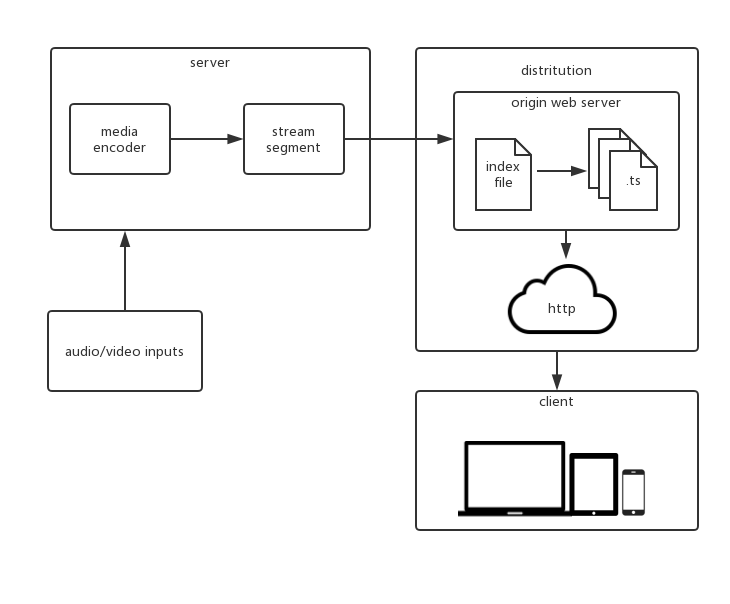 server
media
encoder
stream
segment
audio/video inputs
distritution
origin web server
index
file
.ts
http
client